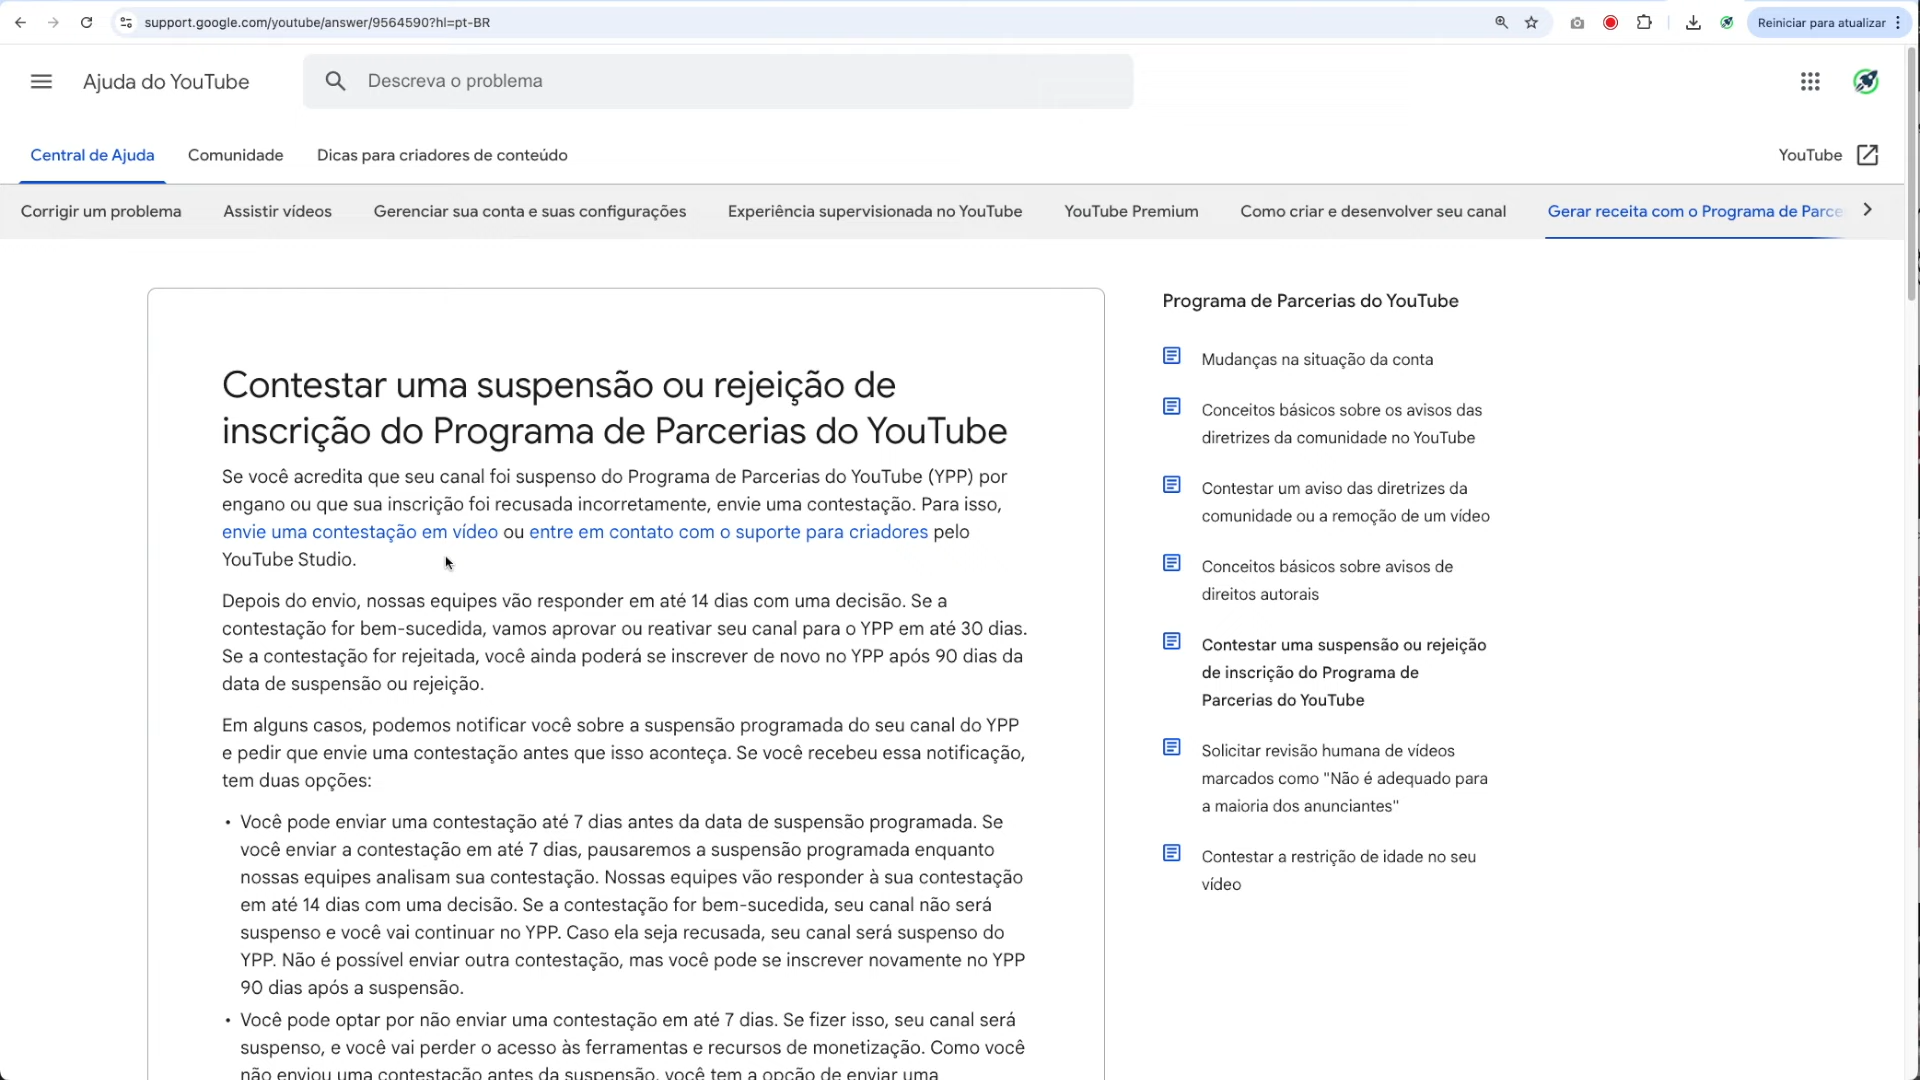 support.google.com/youtube/answer/9564590?hl=pt-BR
Reiniciar para atualizar
Ajuda do YouTube
Descreva o problema
Central de Ajuda
Comunidade
Dicas para criadores de conteúdo
YouTube
Corrigir um problema
Assistir vídeos
Gerenciar sua conta e suas configurações
Experiência supervisionada no YouTube
YouTube Premium
Como criar e desenvolver seu canal
Gerar receita com o Programa de Parce
Contestar uma suspensão ou rejeição de
inscrição do Programa de Parcerias do YouTube
Se você acredita que seu canal foi suspenso do Programa de Parcerias do YouTube (YPP) por
engano ou que sua inscrição foi recusada incorretamente, envie uma contestação. Para isso,
envie uma contestação em vídeo ou entre em contato com o suporte para criadores pelo
YouTube Studio.
Depois do envio, nossas equipes vão responder em até 14 dias com uma decisão. Se a
contestação for bem-sucedida, vamos aprovar ou reativar seu canal para o YPP em até 30 dias.
Se a contestação for rejeitada, você ainda poderá se inscrever de novo no YPP após 90 dias da
data de suspensão ou rejeição.
Em alguns casos, podemos notificar você sobre a suspensão programada do seu canal do YPP
e pedir que envie uma contestação antes que isso aconteça. Se você recebeu essa notificação,
tem duas opções:
• Você pode enviar uma contestação até 7 dias antes da data de suspensão programada. Se
você enviar a contestação em até 7 dias, pausaremos a suspensão programada enquanto
nossas equipes analisam sua contestação. Nossas equipes vão responder à sua contestação
em até 14 dias com uma decisão. Se a contestação for bem-sucedida, seu canal não será
suspenso e você vai continuar no YPP. Caso ela seja recusada, seu canal será suspenso do
YPP. Não é possível enviar outra contestação, mas você pode se inscrever novamente no YPP
90 dias após a suspensão.
• Você pode optar por não enviar uma contestação em até 7 dias. Se fizer isso, seu canal será
suspenso, e você vai perder o acesso às ferramentas e recursos de monetização. Como você
não enviou uma contestação antes da suspensão, você tem a opção de enviar uma
Programa de Parcerias do YouTube
Mudanças na situação da conta
Conceitos básicos sobre os avisos das
diretrizes da comunidade no YouTube
Contestar um aviso das diretrizes da
comunidade ou a remoção de um vídeo
Conceitos básicos sobre avisos de
direitos autorais
Contestar uma suspensão ou rejeição
de inscrição do Programa de
Parcerias do YouTube
Solicitar revisão humana de vídeos
marcados como "Não é adequado para
a maioria dos anunciantes"
Contestar a restrição de idade no seu
vídeo